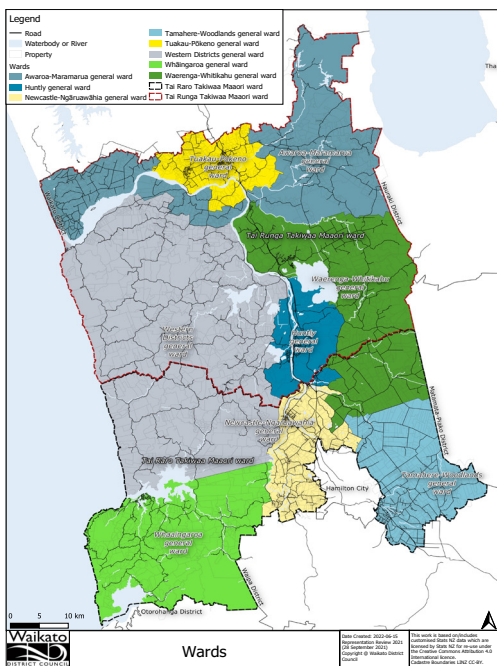 Legend
Road
Waterbody or River
Property
Wards
Awaroa-Maramarua general ward
Huntly general ward
Newcastle-Ngāruawāhia general ward
Tamahere-Woodlands general ward
Tuakau-Pōkeno general ward
Western Districts general ward
Whāingaroa general ward
Waerenga-Whitikahu general ward
Tai Raro Takiwaa Maaori ward
Tai Runga Takiwaa Maaori ward
Tha
Awaroa-Maramarua
general
ward
Tuakau-Pōkeno
general
ward
Hauraki District
Tai Runga Takiwaa Maaori ward
Waerenga-Whitikahu
general
ward
Western
Districts
general
ward
Huntly
general
ward
Matamata-Piako District
Newcastle-Ngāruawāhia
general
ward
Tai Raro Takiwaa Maaori ward
Tamahere-Woodlands
general
ward
Hamilton City
Whaaingaroa
general
ward
Waipa District
Otorohanga District
0 5 10 km
Waikato
DISTRICT COUNCIL
Wards
Date Created: 2022-06-15
Representation Review 2021
(28 September 2021)
Copyright @ Waikato District
Council
This work is based on/includes
customised Stats NZ data which are
licensed by Stats NZ for re-use under
the Creative Commons Attribution 4.0
International licence.
Cadastre Boundaries LINZ CC-BY.